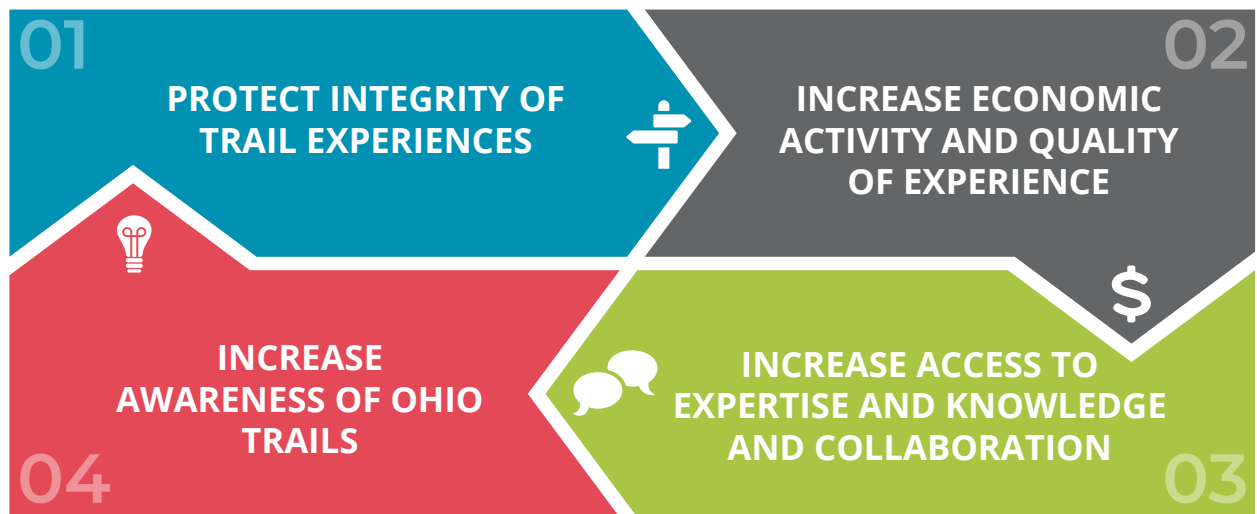 01
PROTECT INTEGRITY OF
TRAIL EXPERIENCES
02
INCREASE ECONOMIC
ACTIVITY AND QUALITY
OF EXPERIENCE
$
03
INCREASE ACCESS TO
EXPERTISE AND KNOWLEDGE
AND COLLABORATION
04
INCREASE
AWARENESS OF OHIO
TRAILS